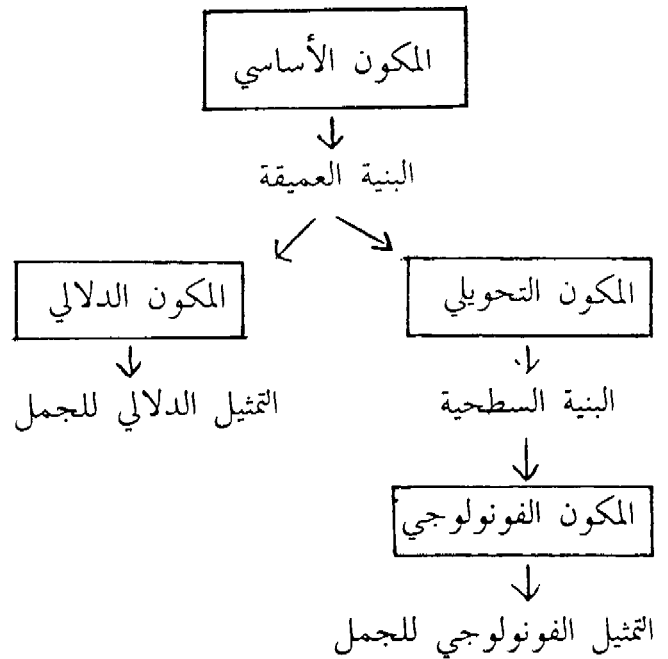 المكون الأساسي
البنية العميقة
المكون التحويلي
المكون الدلالي
البنية السطحية
التمثيل الدلالي للجمل
المكون الفونولوجي
التمثيل الفونولوجي للجمل